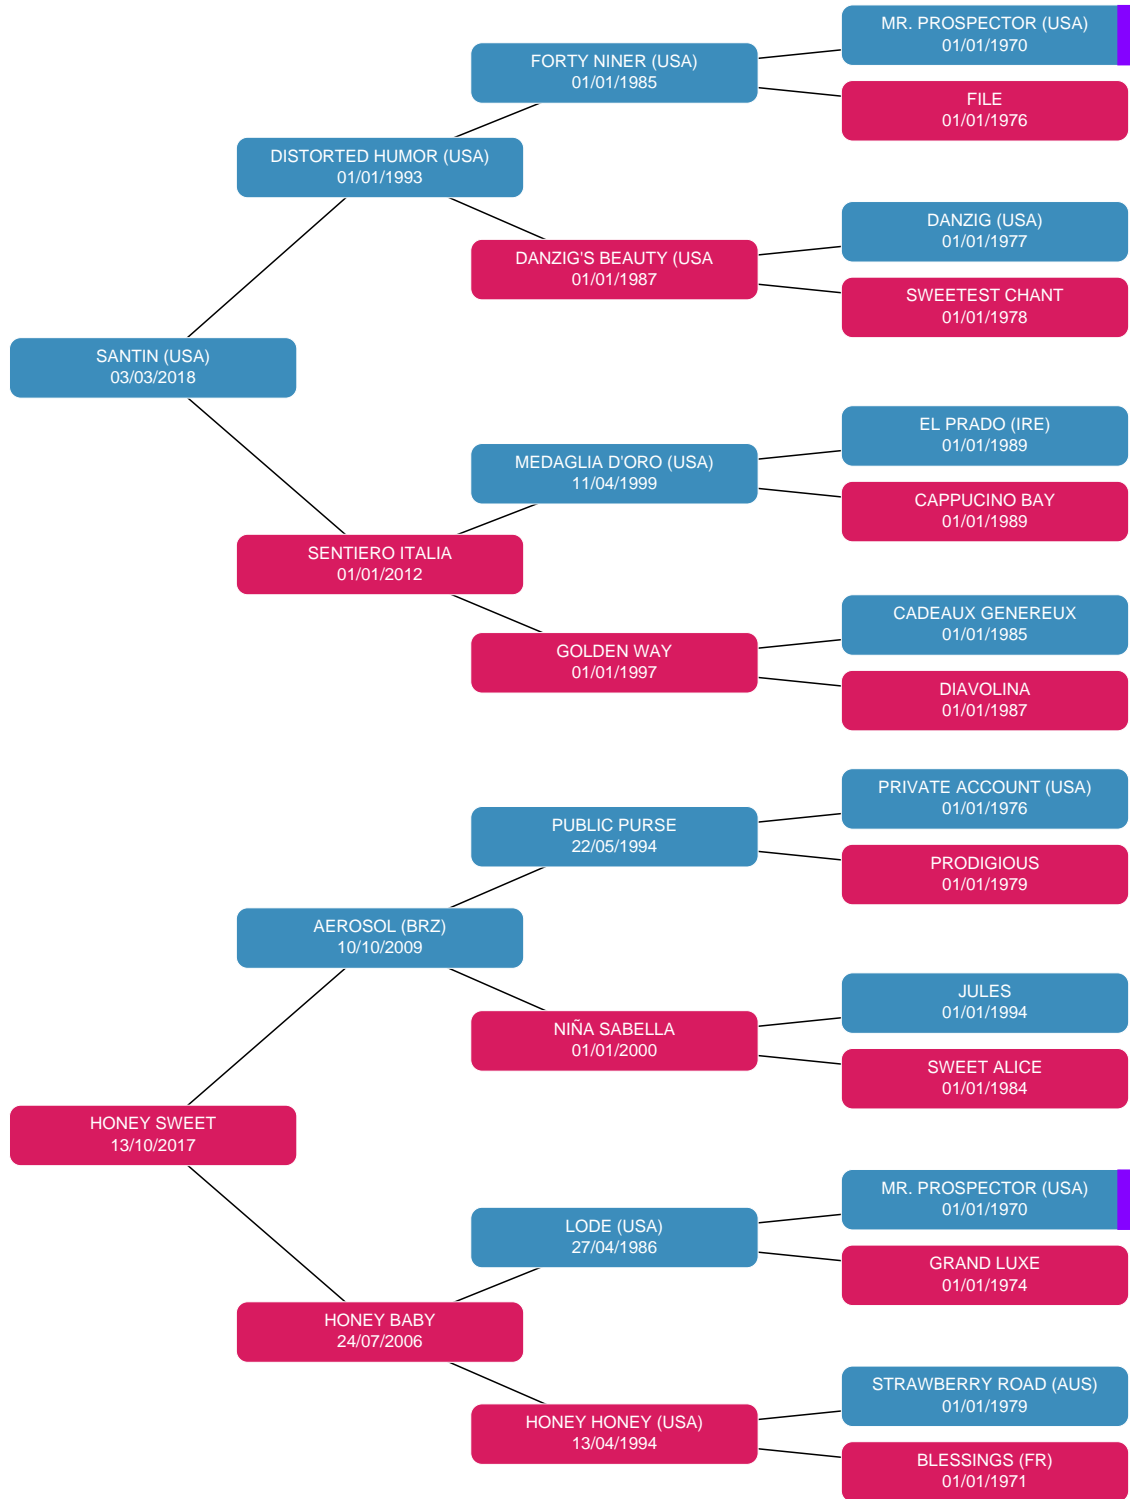 MR. PROSPECTOR (USA)
01/01/1970
FORTY NINER (USA)
01/01/1985
FILE
01/01/1976
DISTORTED HUMOR (USA)
01/01/1993
DANZIG (USA)
01/01/1977
DANZIG'S BEAUTY (USA
01/01/1987
SWEETEST CHANT
01/01/1978
SANTIN (USA)
03/03/2018
EL PRADO (IRE)
01/01/1989
MEDAGLIA D'ORO (USA)
11/04/1999
CAPPUCINO BAY
01/01/1989
SENTIERO ITALIA
01/01/2012
CADEAUX GENEREUX
01/01/1985
GOLDEN WAY
01/01/1997
DIAVOLINA
01/01/1987
PRIVATE ACCOUNT (USA)
01/01/1976
PUBLIC PURSE
22/05/1994
PRODIGIOUS
01/01/1979
AEROSOL (BRZ)
10/10/2009
JULES
01/01/1994
NIÑA SABELLA
01/01/2000
SWEET ALICE
01/01/1984
HONEY SWEET
13/10/2017
MR. PROSPECTOR (USA)
01/01/1970
LODE (USA)
27/04/1986
GRAND LUXE
01/01/1974
HONEY BABY
24/07/2006
STRAWBERRY ROAD (AUS)
01/01/1979
HONEY HONEY (USA)
13/04/1994
BLESSINGS (FR)
01/01/1971